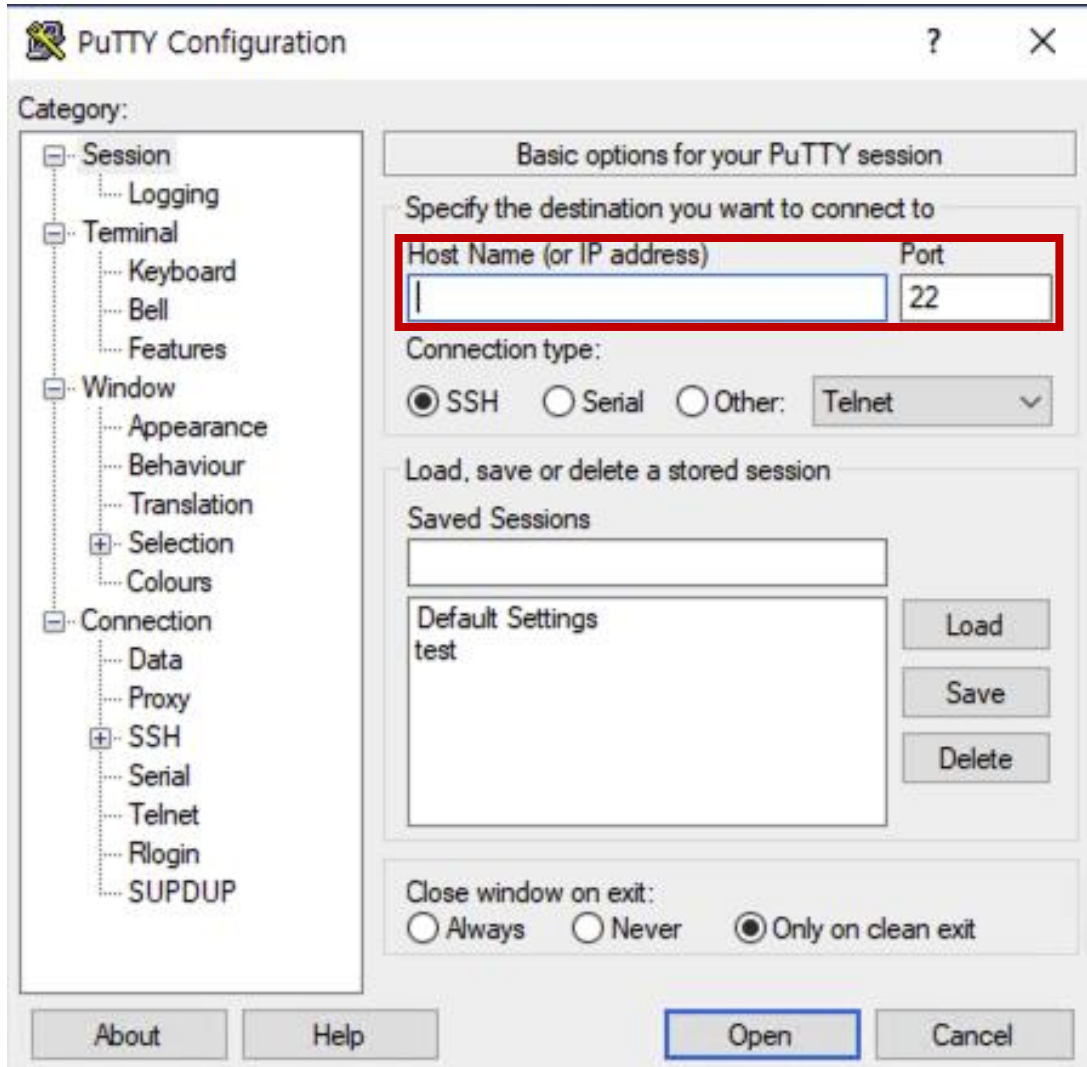 PuTTY Configuration ? ×
Category:
Session
Logging
Terminal
Keyboard
Bell
Features
Window
Appearance
Behaviour
Translation
Selection
Colours
Connection
Data
Proxy
SSH
Serial
Telnet
Rlogin
SUPDUP
Basic options for your PuTTY session
Specify the destination you want to connect to
Host Name (or IP address) Port
22
Connection type:
SSH Serial Other: Telnet
Load, save or delete a stored session
Saved Sessions
Default Settings
test
Load
Save
Delete
Close window on exit:
Always Never Only on clean exit
About Help Open Cancel